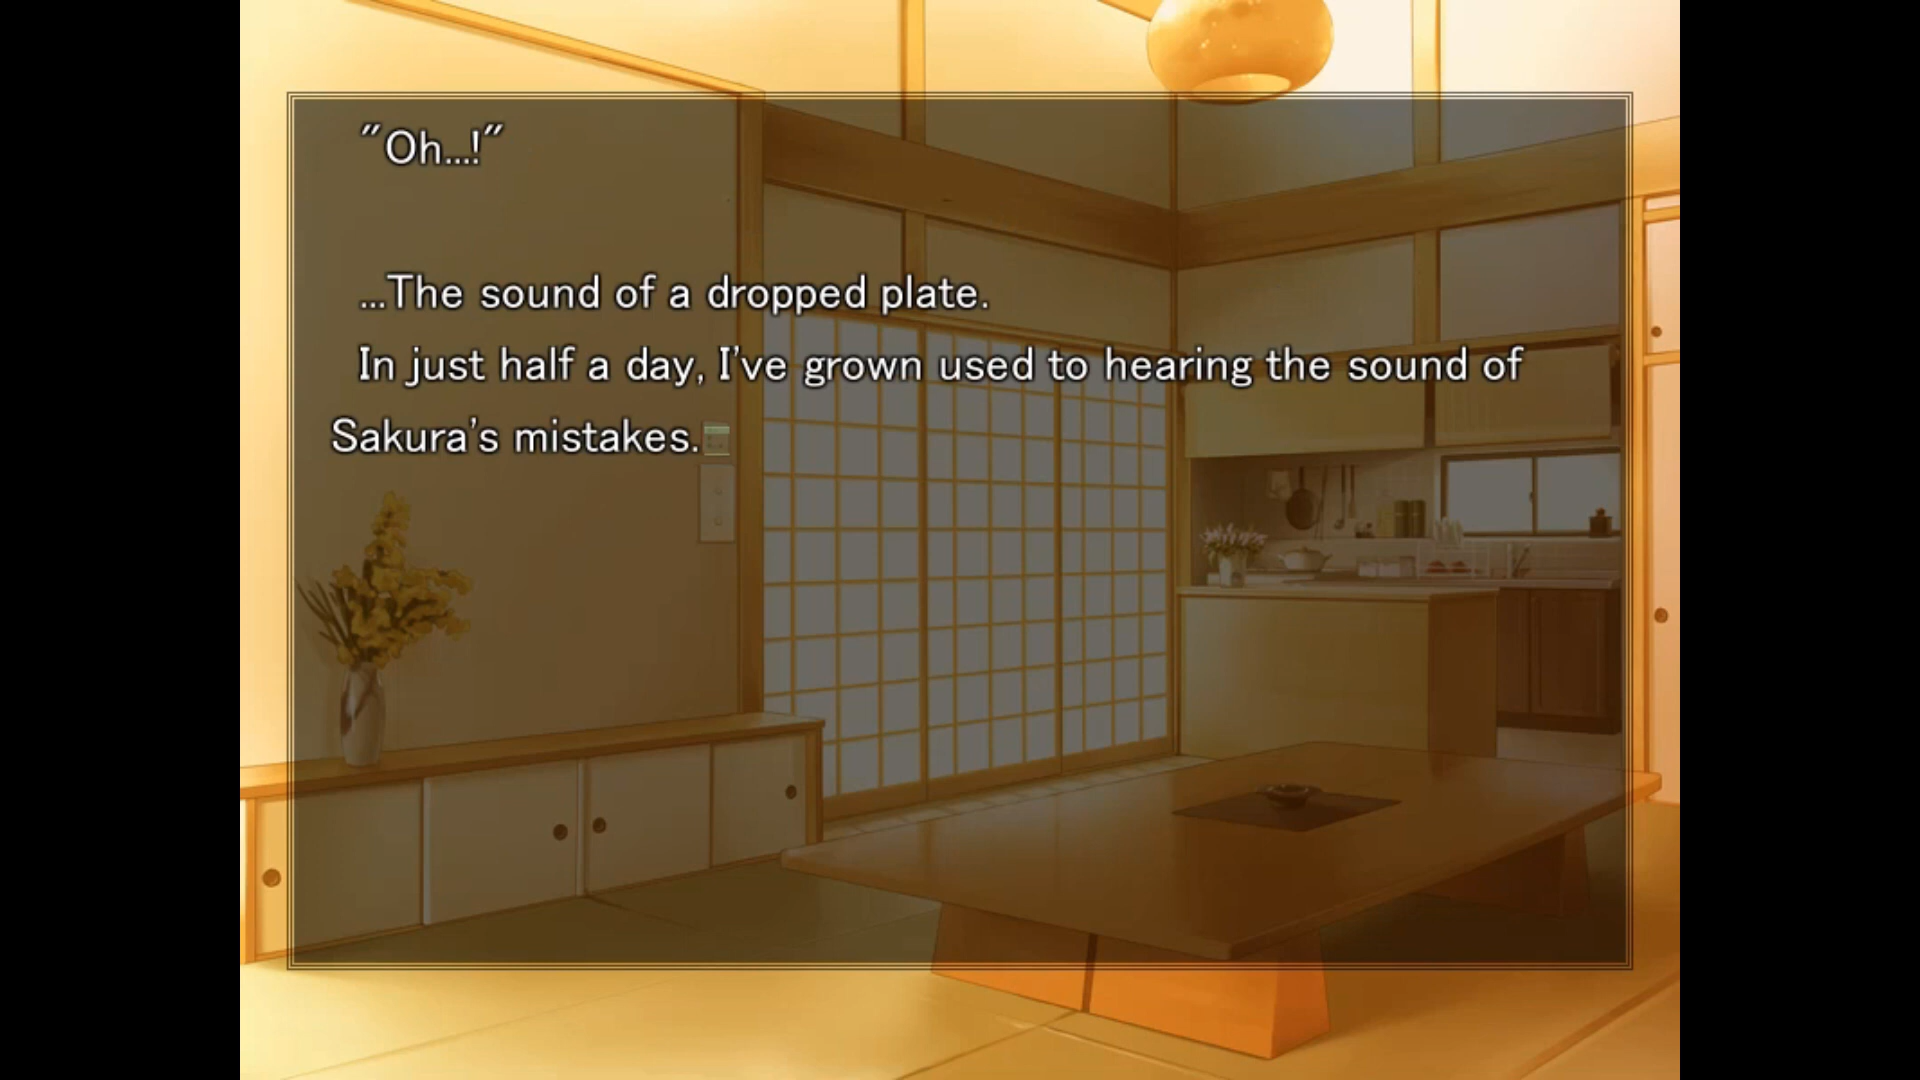 "Oh...!"
...The sound of a dropped plate.
In just half a day, I've grown used to hearing the sound of
Sakura's mistakes.